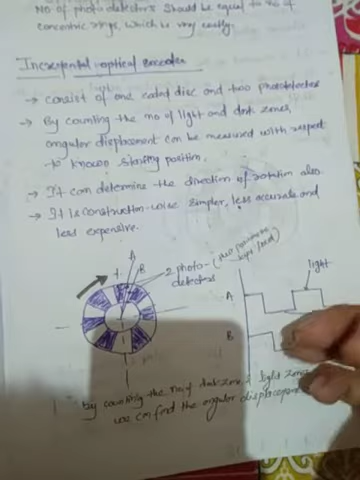 No of photo detectors should be equal to no of
concentric rings, which is very costly.
Incremental optical encoder
→ consist of one coded disc and two photodetectors
→ By counting the no of light and dark zones,
angular displacement can be measured with respect
to known starting position.
→ It can determine the direction of rotation also
→ It is construction-wise simpler, less accurate and
less expensive.
A
B
2 photo-
detectors
light
A
B
by counting the no of dark zone & light zones
we can find the angular displacement